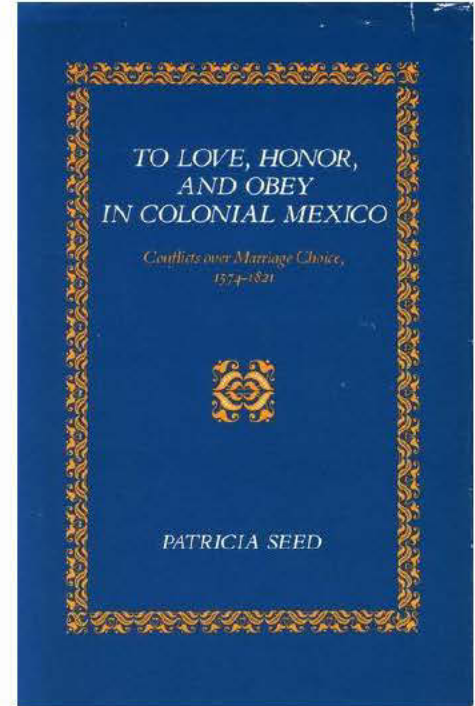 TO LOVE, HONOR,
AND OBEY
IN COLONIAL MEXICO
Conflicts over Marriage Choice,
1574–1821
PATRICIA SEED